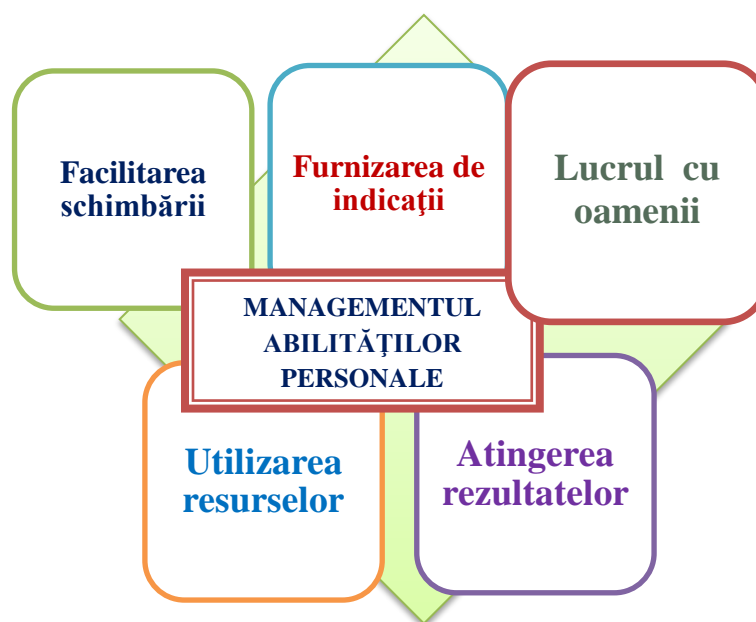 Facilitarea
schimbării
Furnizarea de
indicaţii
Lucrul cu
oamenii
MANAGEMENTUL
ABILITĂŢILOR
PERSONALE
Utilizarea
resurselor
Atingerea
rezultatelor